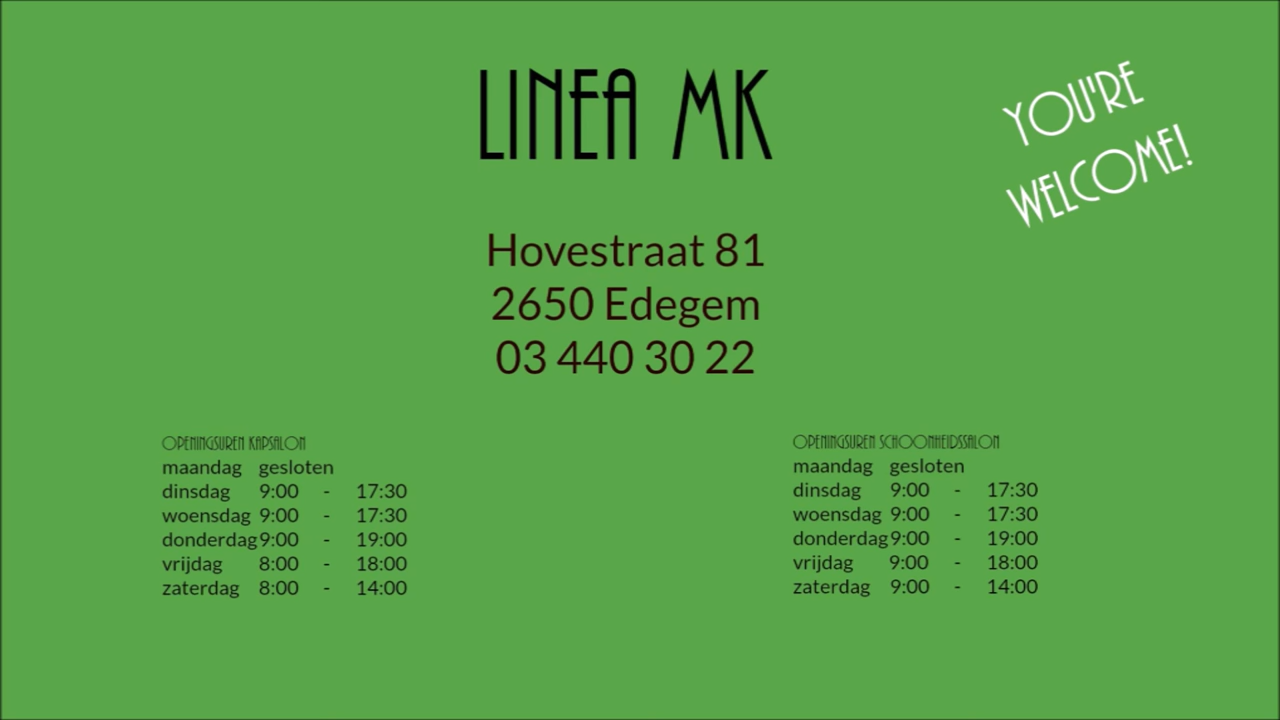 LINEA MK
YOU'RE
WELCOME!
Hovestraat 81
2650 Edegem
03 440 30 22
OPENINGSUREN KAPSALON
maandag gesloten
dinsdag 9:00 - 17:30
woensdag 9:00 - 17:30
donderdag 9:00 - 19:00
vrijdag 8:00 - 18:00
zaterdag 8:00 - 14:00
OPENINGSUREN SCHOONHEIDSSALON
maandag gesloten
dinsdag 9:00 - 17:30
woensdag 9:00 - 17:30
donderdag 9:00 - 19:00
vrijdag 9:00 - 18:00
zaterdag 9:00 - 14:00